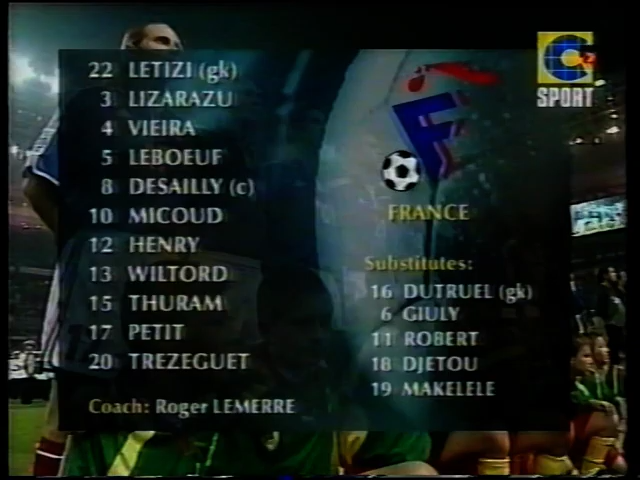 22 LETIZI (gk)
3 LIZARAZU
4 VIEIRA
5 LEBOEUF
8 DESAILLY (c)
10 MICOUD
12 HENRY
13 WILTORD
15 THURAM
17 PETIT
20 TREZEGUET
Coach: Roger LEMERRE
C
SPORT
F
FRANCE
Substitutes:
16 DUTRUEL (gk)
6 GIULY
11 ROBERT
18 DJETOU
19 MAKELELE